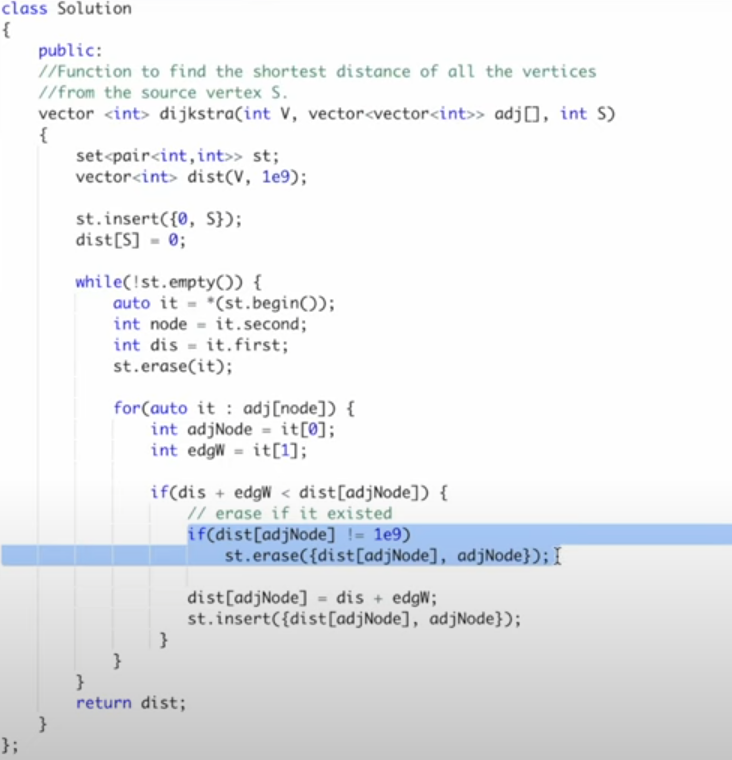 class Solution
{
    public:
    //Function to find the shortest distance of all the vertices
    //from the source vertex S.
    vector <int> dijkstra(int V, vector<vector<int>> adj[], int S)
    {
        set<pair<int,int>> st;
        vector<int> dist(V, 1e9);

        st.insert({0, S});
        dist[S] = 0;

        while(!st.empty()) {
            auto it = *(st.begin());
            int node = it.second;
            int dis = it.first;
            st.erase(it);

            for(auto it : adj[node]) {
                int adjNode = it[0];
                int edgW = it[1];

                if(dis + edgW < dist[adjNode]) {
                    // erase if it existed
                    if(dist[adjNode] != 1e9)
                        st.erase({dist[adjNode], adjNode});

                    dist[adjNode] = dis + edgW;
                    st.insert({dist[adjNode], adjNode});
                }
            }
        }
        return dist;
    }
};